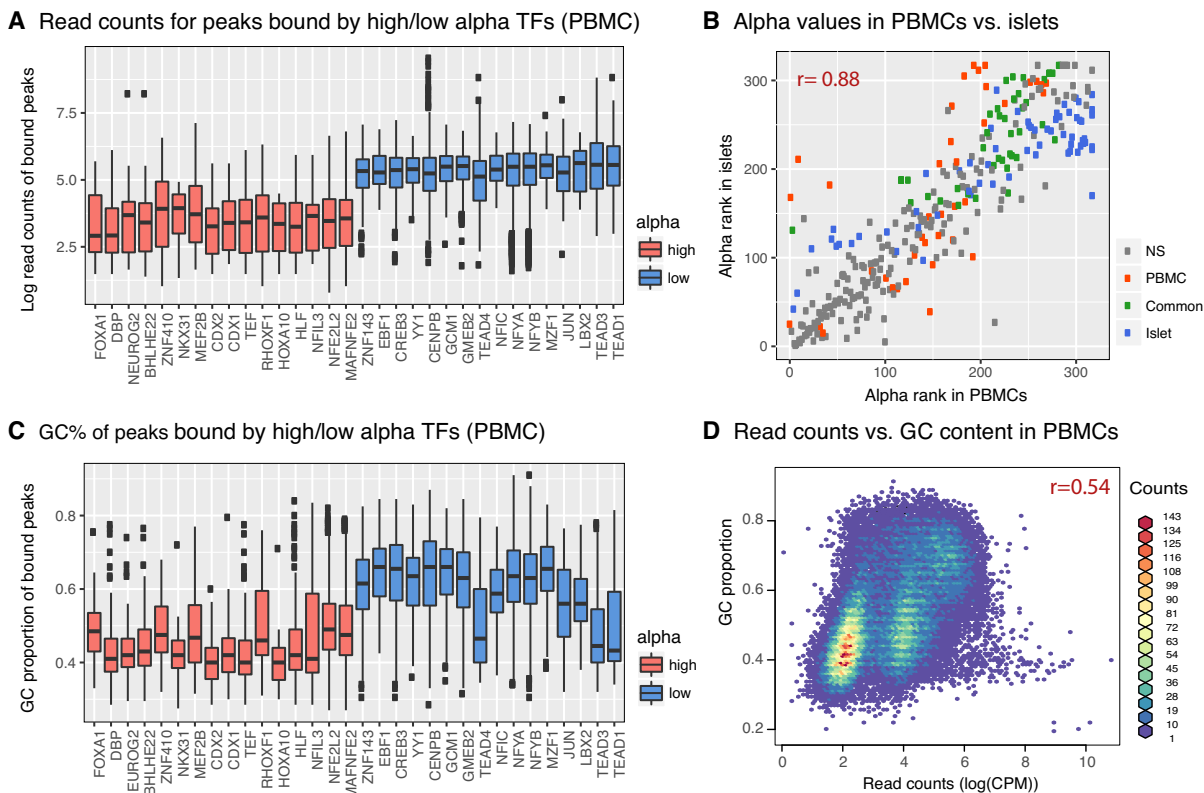 A Read counts for peaks bound by high/low alpha TFs (PBMC)
Log read counts of bound peaks
7.5
5.0
2.5
FOXA1
DBP
NEUROG2
BHLHE22
ZNF410
NK31
MEF2B
CDX2
CDX1
TEF
RHOXF1
HOXA10
HLF
NFIL3
NFE2L2
MAFNFE2
ZNF143
EBF1
CREB3
YY1
CENPB
GCM1
GMEB2
TEAD4
NFIC
NFYA
NFYB
MZF1
JUN
LBX2
TEAD3
TEAD1
alpha
high
low
B Alpha values in PBMCs vs. islets
r= 0.88
Alpha rank in islets
300
200
100
0
0
100
200
300
Alpha rank in PBMCs
NS
PBMC
Common
Islet
C GC% of peaks bound by high/low alpha TFs (PBMC)
GC proportion of bound peaks
0.8
0.6
0.4
FOXA1
DBP
EUROG2
BHLHE22
ZNF410
NKX31
MEF2B
CDX2
CDX1
TEF
RHOXF1
HOXA10
HLF
NFIL3
NFE2L2
MAFNFE2
ZNF143
EBF1
CREB3
YY1
CENPB
GCM1
GMEB2
TEAD4
NFIC
NFYA
NFYB
MZF1
JUN
LBX2
TEAD3
TEAD1
alpha
high
low
D Read counts vs. GC content in PBMCs
r=0.54
GC proportion
0.8
0.6
0.4
0.2
0
2
4
6
8
10
Read counts (log(CPM))
Counts
143
134
125
116
108
99
90
81
72
63
54
45
36
28
19
10
1